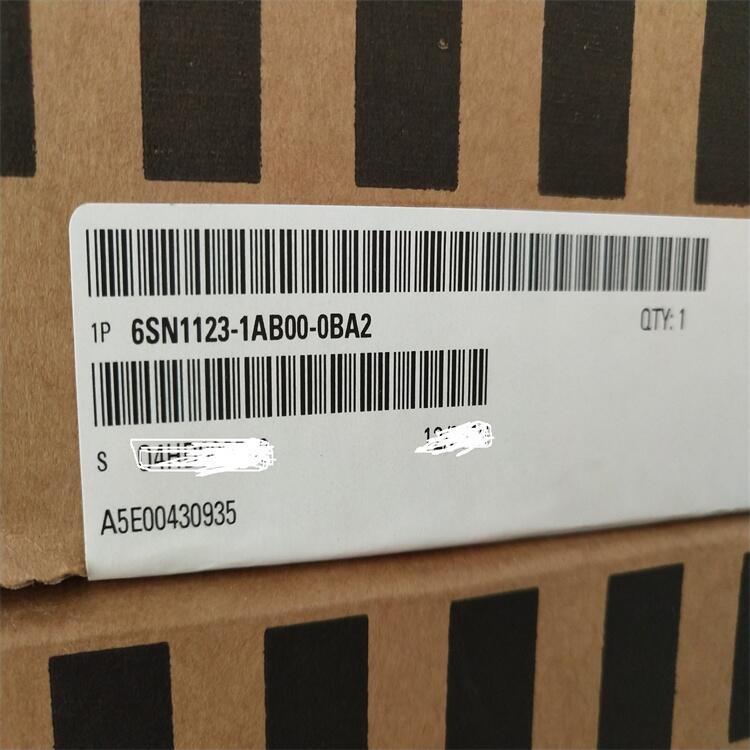 1P 6SN1123-1AB00-0BA2 QTY: 1
S
A5E00430935